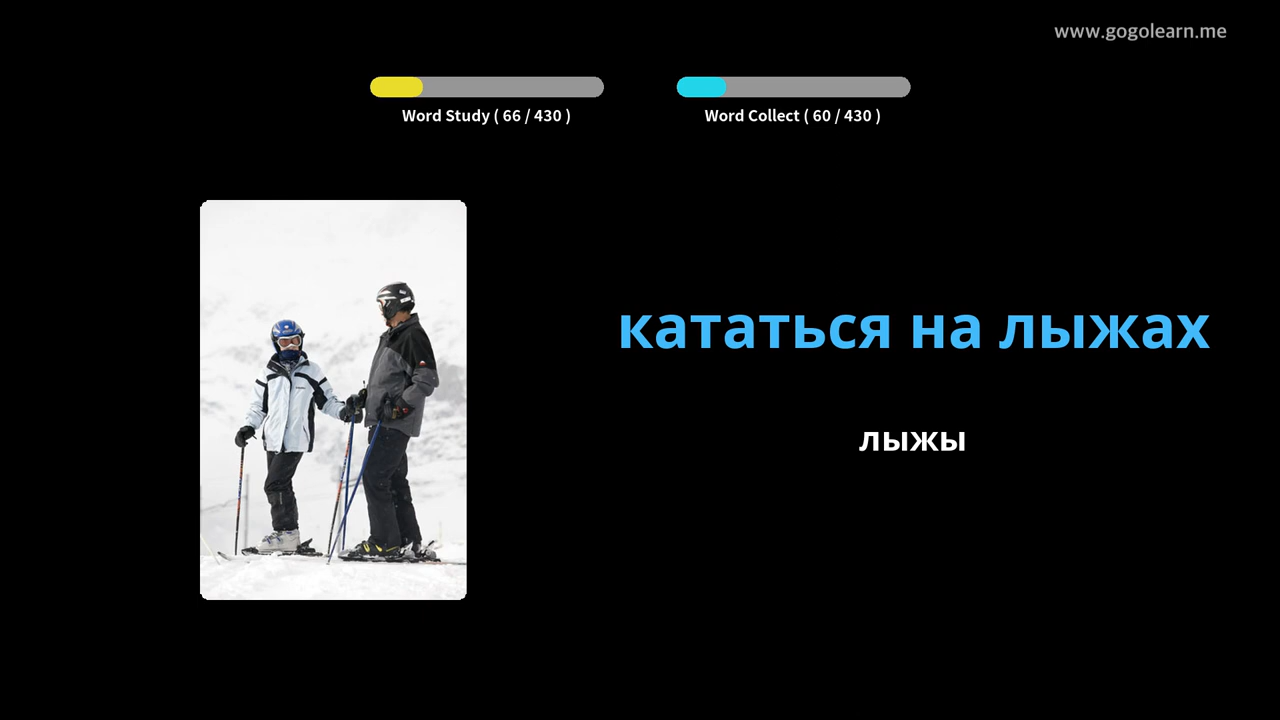 www.gogolearn.me
Word Study ( 66 / 430 )
Word Collect ( 60 / 430 )
кататься на лыжах
лыжы